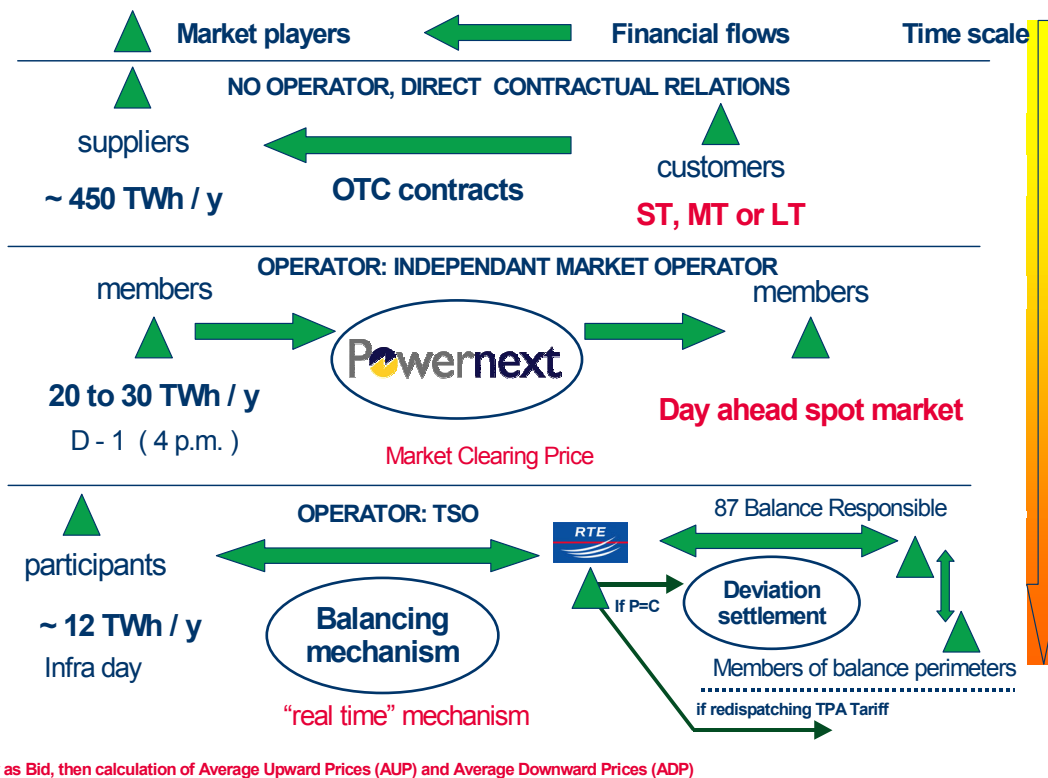 Market players
Financial flows
Time scale
NO OPERATOR, DIRECT CONTRACTUAL RELATIONS
suppliers
customers
~ 450 TWh / y
OTC contracts
ST, MT or LT
OPERATOR: INDEPENDANT MARKET OPERATOR
members
members
Powernext
20 to 30 TWh / y
Day ahead spot market
D - 1 ( 4 p.m. )
Market Clearing Price
OPERATOR: TSO
87 Balance Responsible
RTE
participants
If P=C
Deviation
settlement
~ 12 TWh / y
Balancing
mechanism
Infra day
Members of balance perimeters
"real time" mechanism
if redispatching TPA Tariff
as Bid, then calculation of Average Upward Prices (AUP) and Average Downward Prices (ADP)